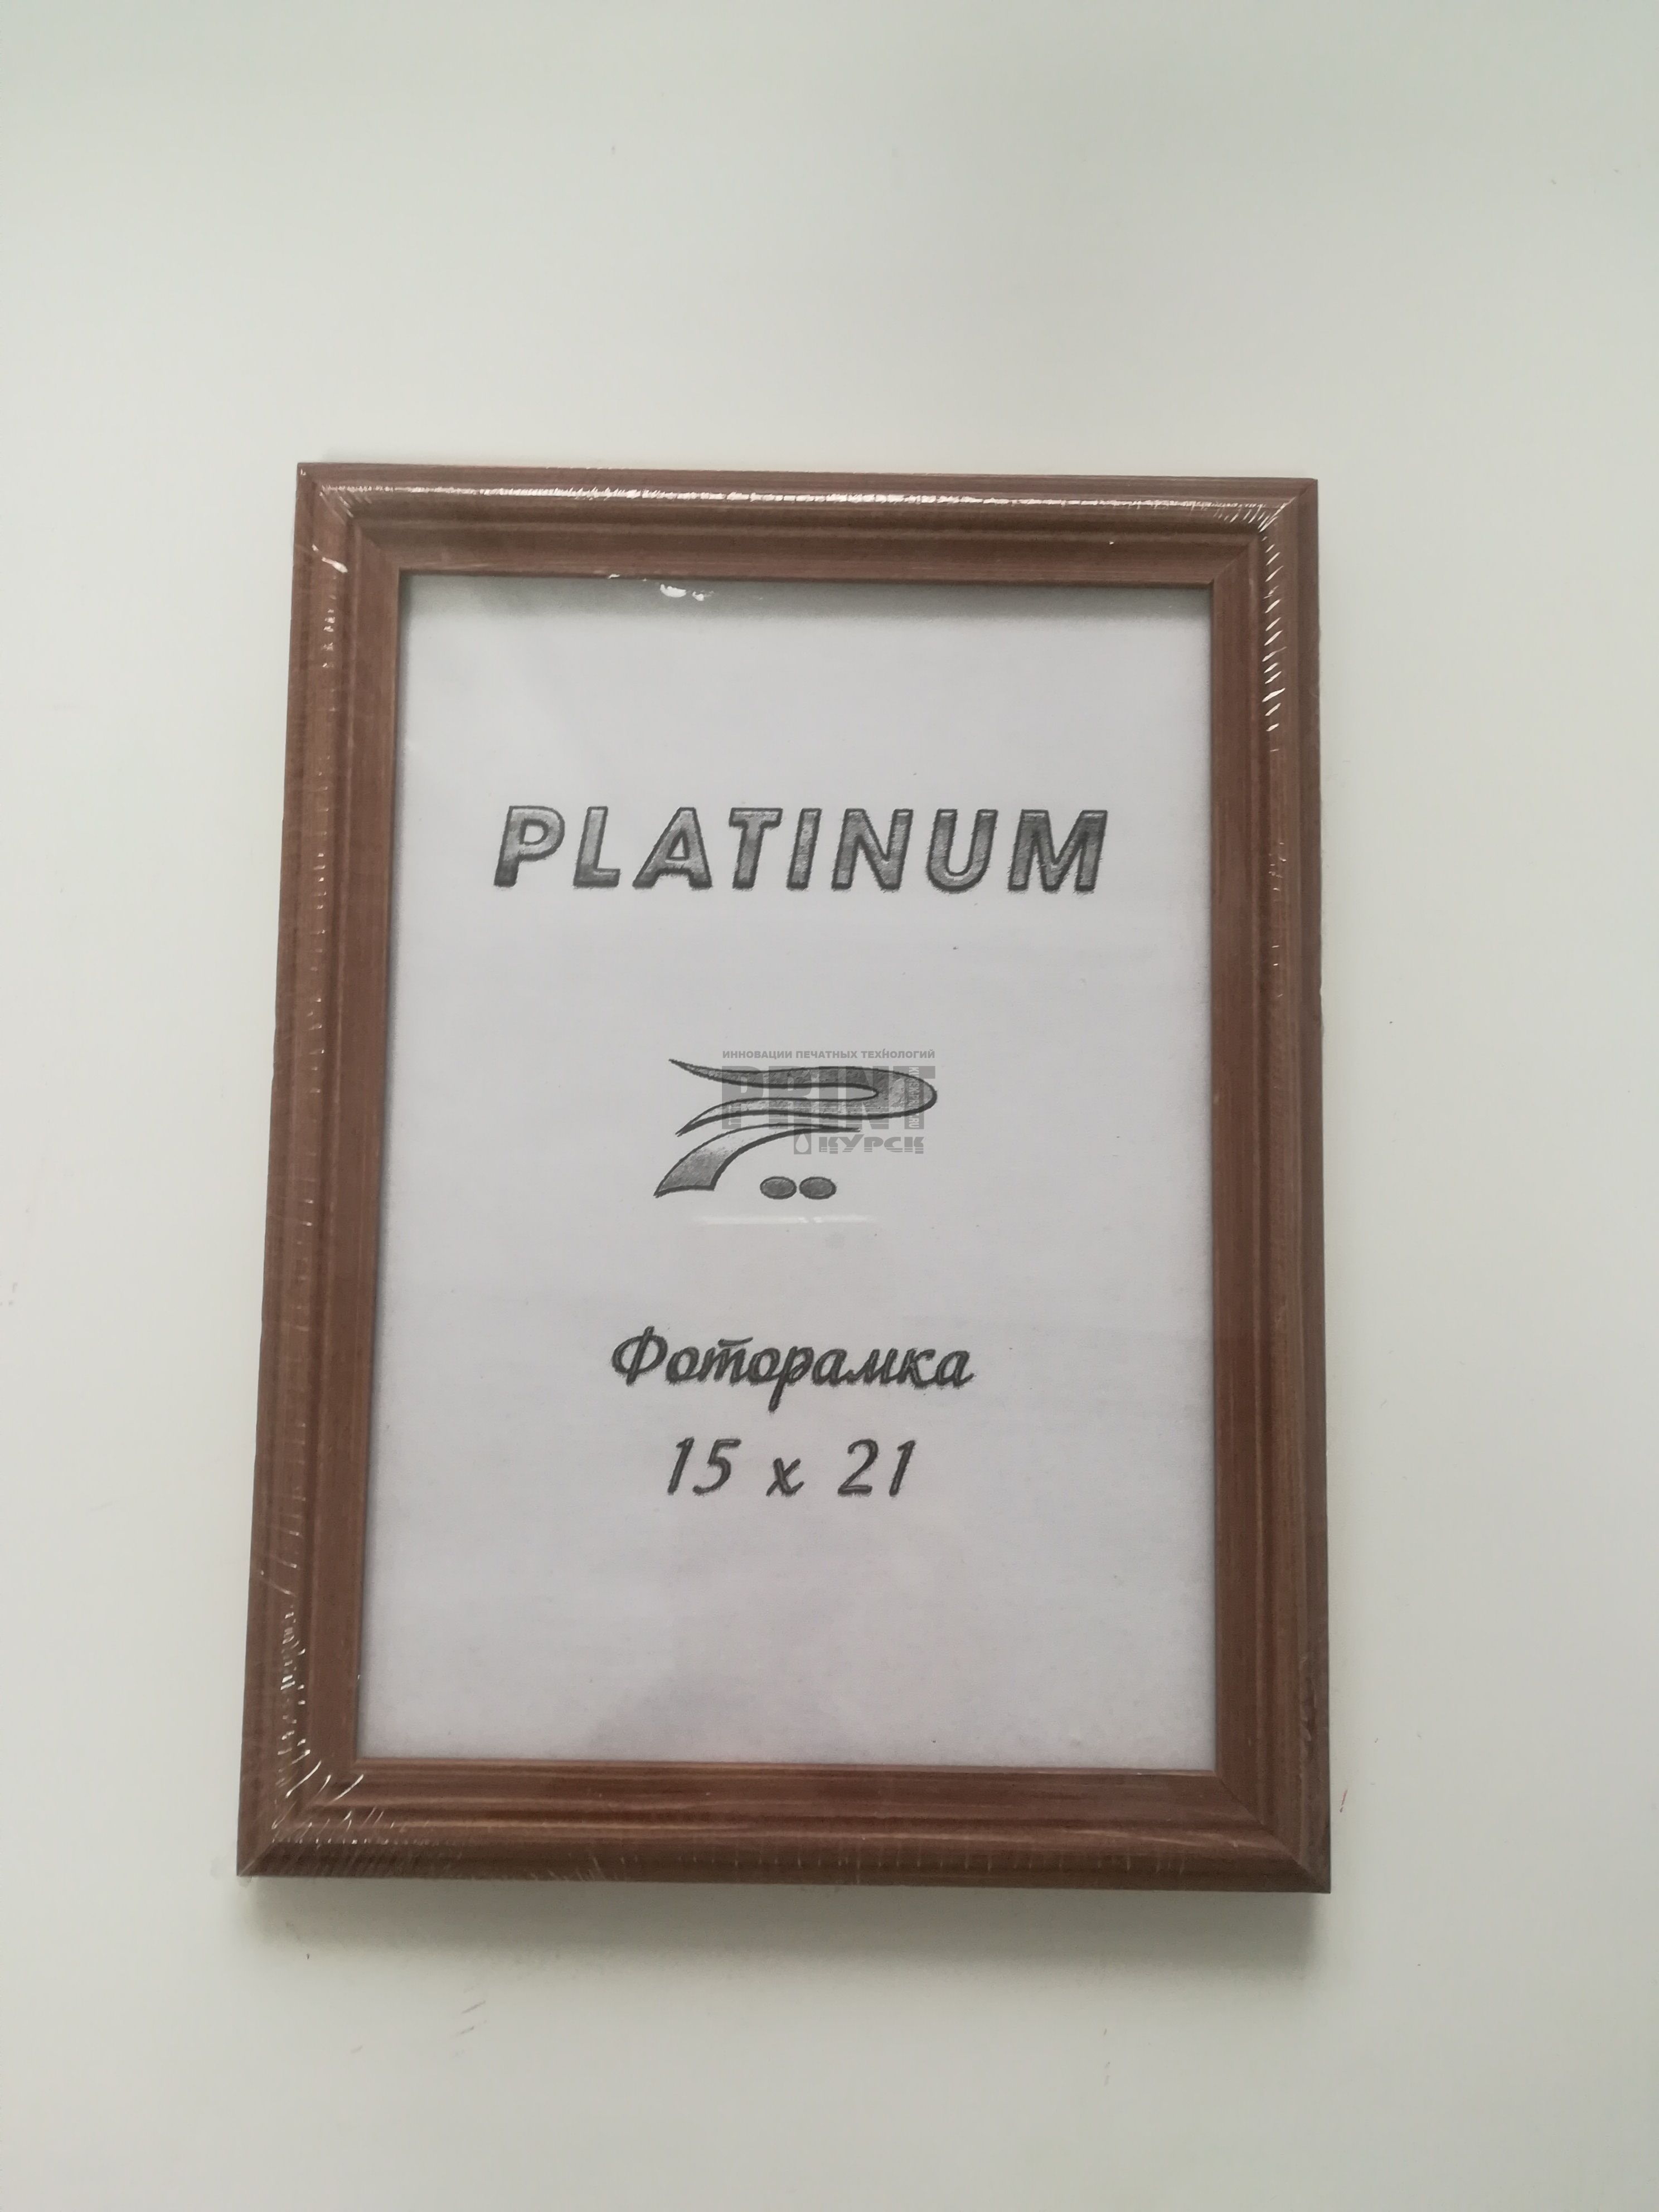 PLATINUM
ИННОВАЦИИ ПЕЧАТНЫХ ТЕХНОЛОГИЙ
PRINT
КУРСК
Фоторамка
15 x 21